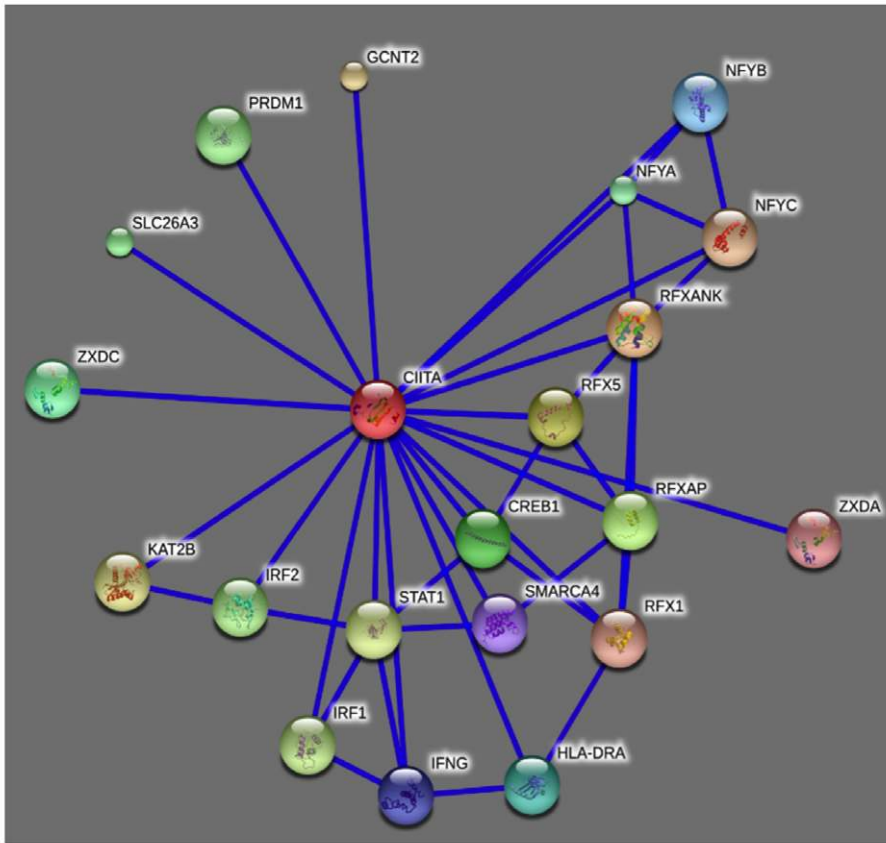 GCNT2
NFYB
PRDM1
NFYA
NFYC
SLC26A3
RFXANK
ZXDC
CIITA
RFX5
RFXAP
ZXDA
CREB1
KAT2B
IRF2
STAT1
SMARCA4
RFX1
IRF1
IFNG
HLA-DRA